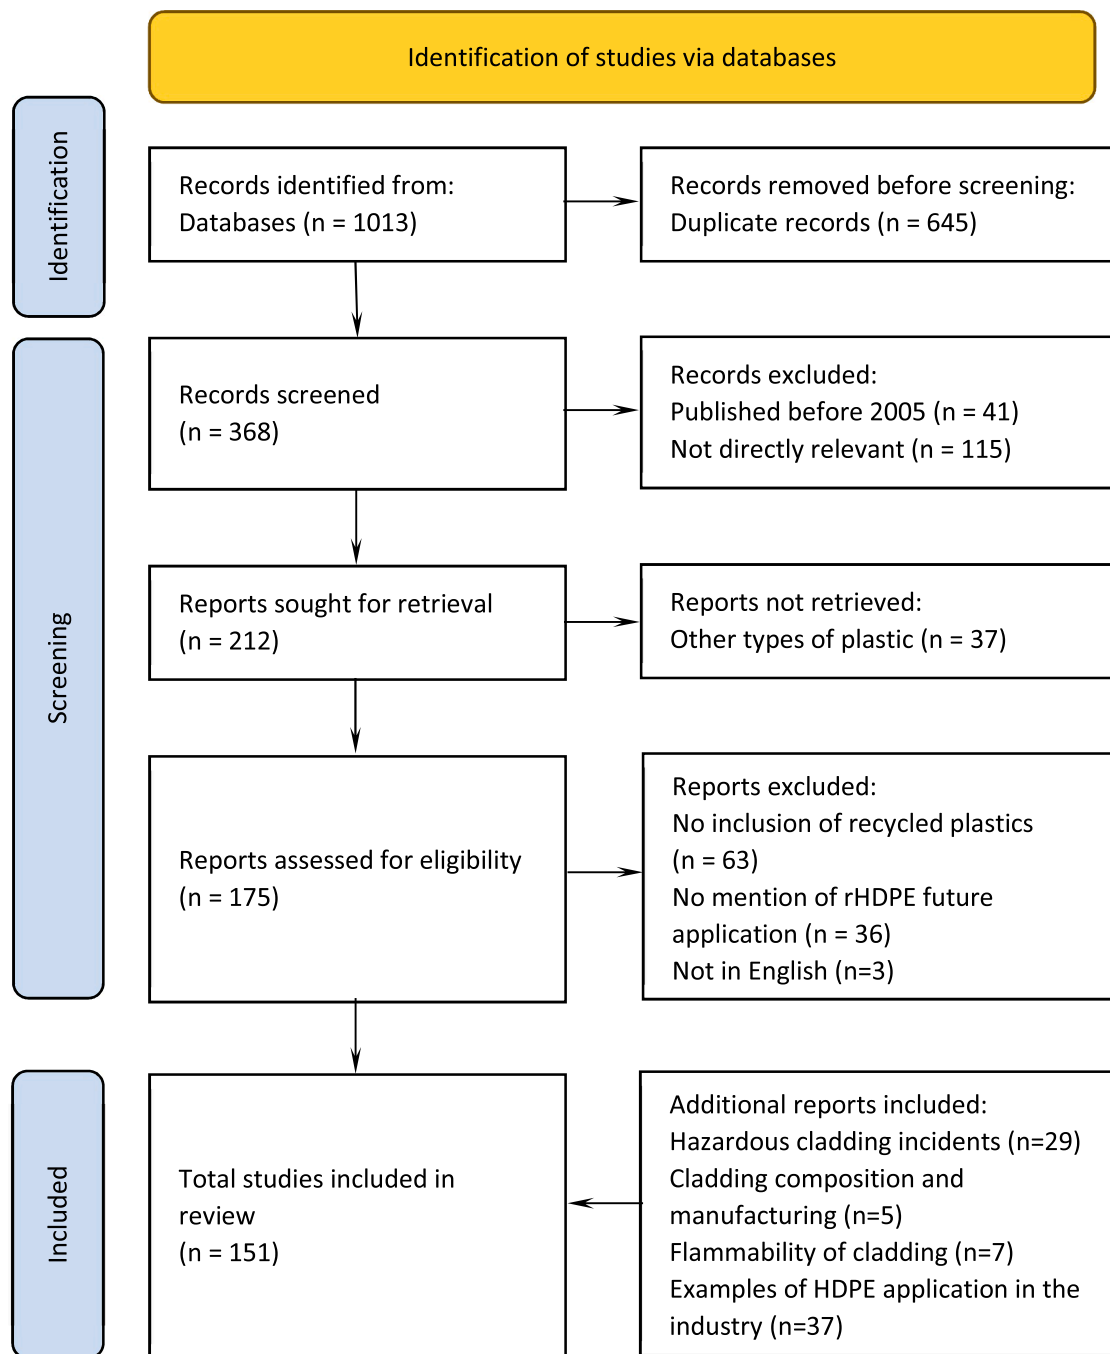 Identification of studies via databases
Identification
Records identified from:
Databases (n = 1013)
Records removed before screening:
Duplicate records (n = 645)
Screening
Records screened
(n = 368)
Records excluded:
Published before 2005 (n = 41)
Not directly relevant (n = 115)
Reports sought for retrieval
(n = 212)
Reports not retrieved:
Other types of plastic (n = 37)
Reports assessed for eligibility
(n = 175)
Reports excluded:
No inclusion of recycled plastics
(n = 63)
No mention of rHDPE future
application (n = 36)
Not in English (n=3)
Included
Total studies included in
review
(n = 151)
Additional reports included:
Hazardous cladding incidents (n=29)
Cladding composition and
manufacturing (n=5)
Flammability of cladding (n=7)
Examples of HDPE application in the
industry (n=37)